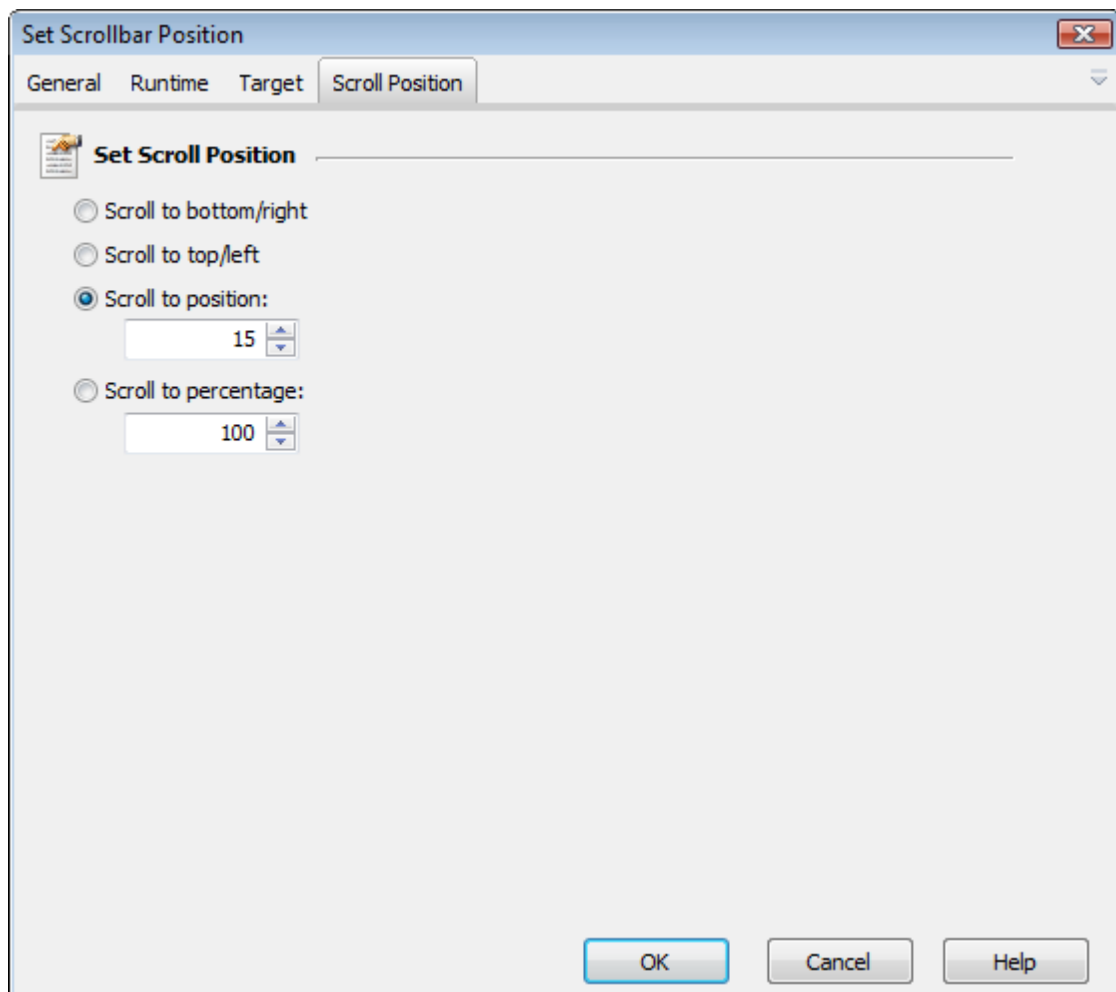 Set Scrollbar Position
General Runtime Target Scroll Position
Set Scroll Position
Scroll to bottom/right
Scroll to top/left
Scroll to position:
15
Scroll to percentage:
100
OK Cancel Help